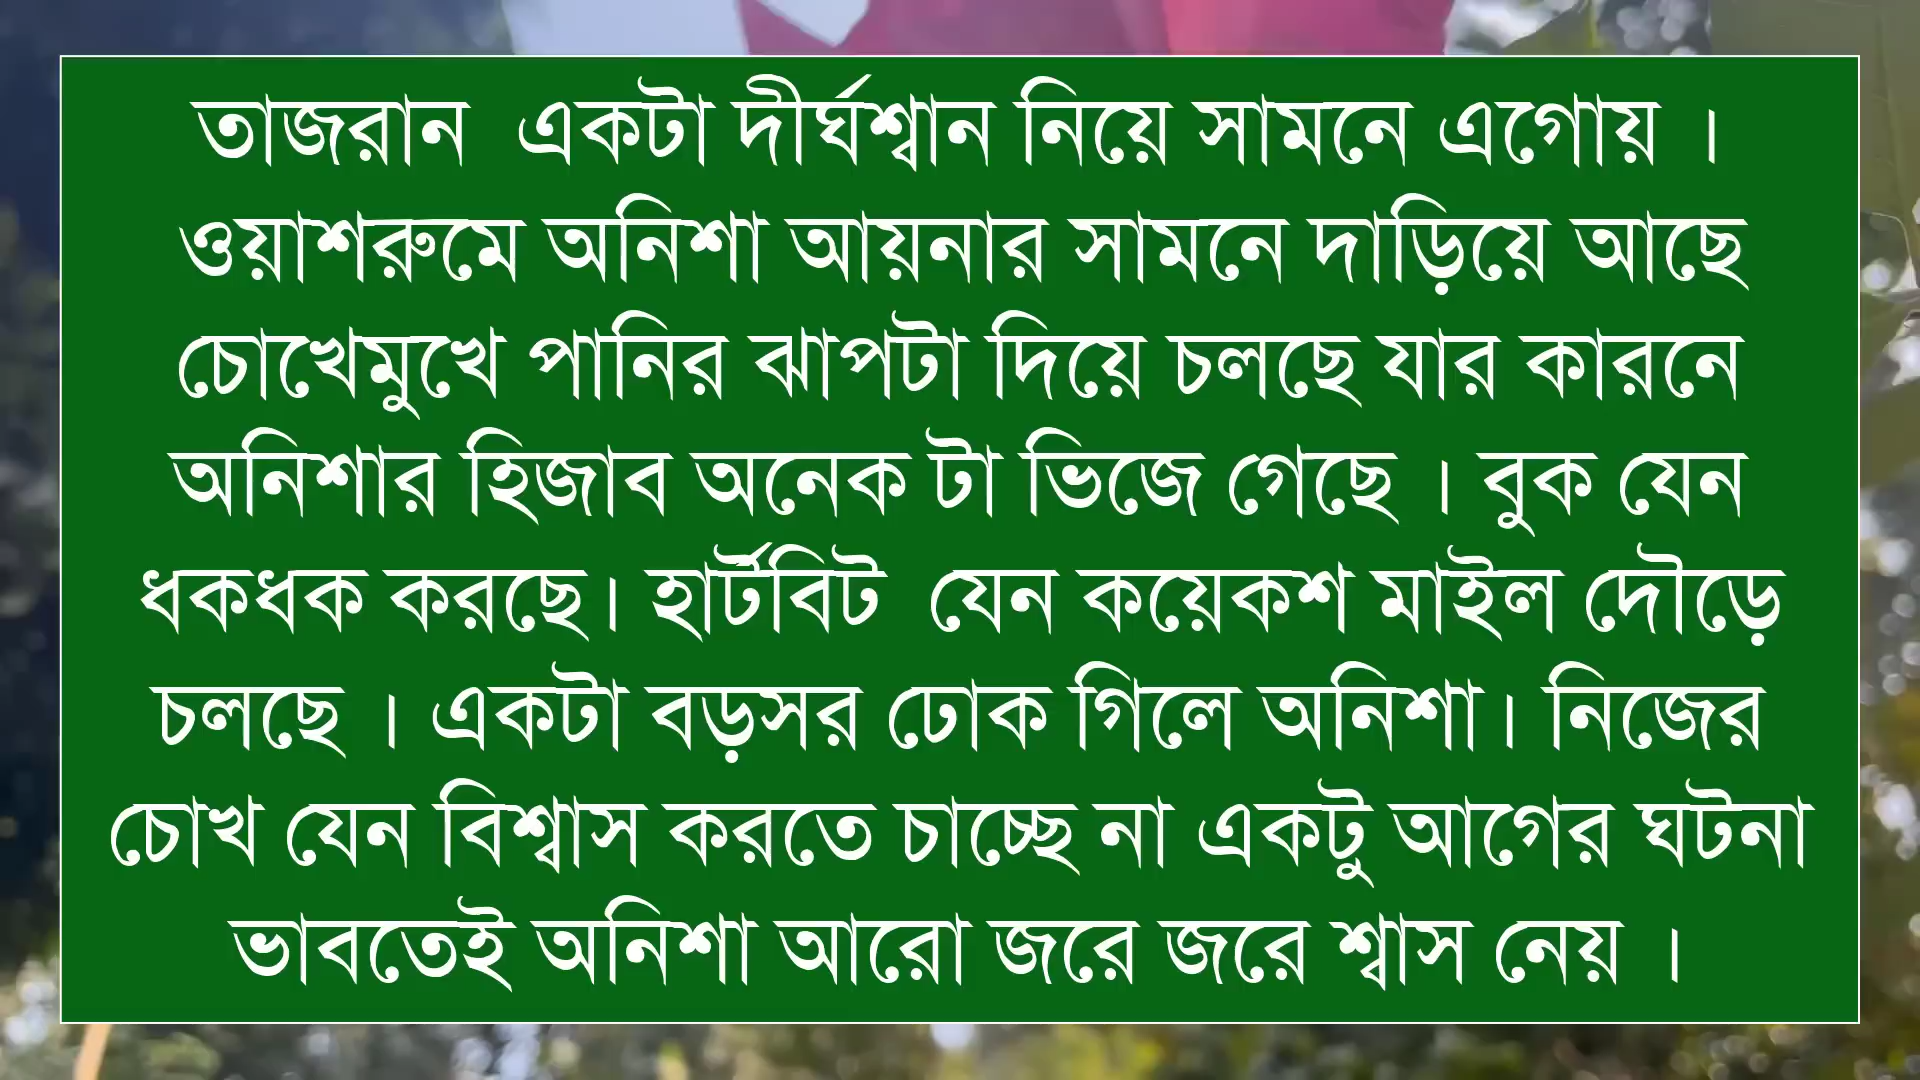 তাজরান একটা দীর্ঘশ্বান নিয়ে সামনে এগোয় ।
ওয়াশরুমে অনিশা আয়নার সামনে দাড়িয়ে আছে
চোখেমুখে পানির ঝাপটা দিয়ে চলছে যার কারনে
অনিশার হিজাব অনেক টা ভিজে গেছে । বুক যেন
ধকধক করছে। হার্টবিট যেন কয়েকশ মাইল দৌড়ে
চলছে । একটা বড়সর ঢোক গিলে অনিশা। নিজের
চোখ যেন বিশ্বাস করতে চাচ্ছে না একটু আগের ঘটনা
ভাবতেই অনিশা আরো জরে জরে শ্বাস নেয় ।